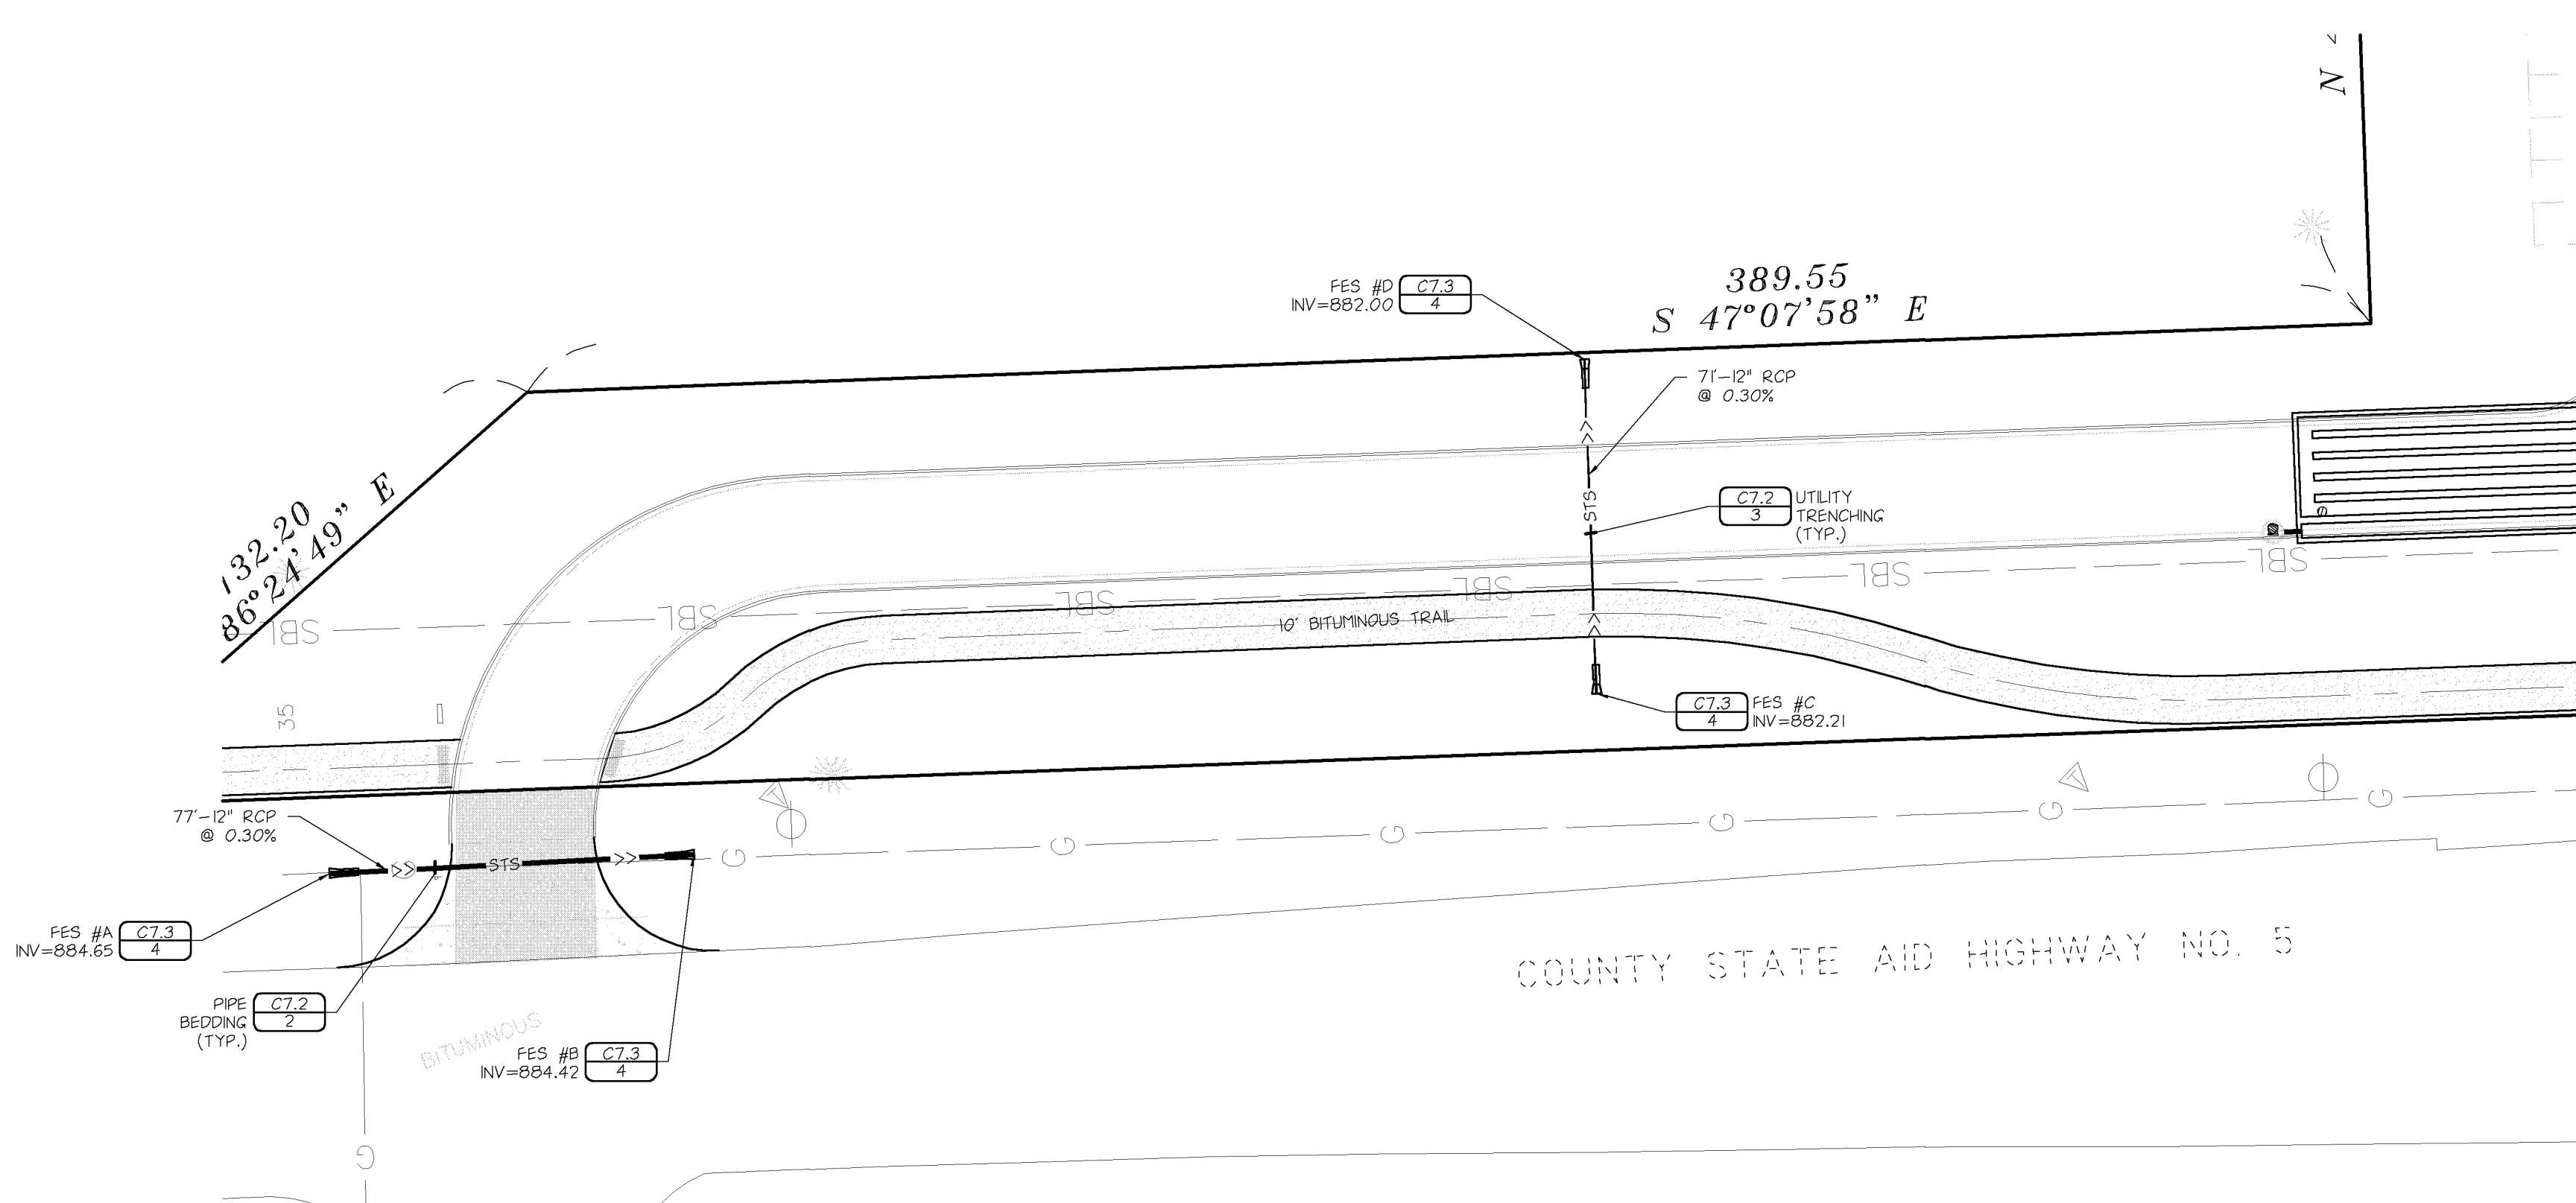 N
389.55
S 47°07'58" E
FES #D
INV=882.00
C7.3
4
71'-12" RCP
@ 0.30%
C7.2
3
UTILITY
TRENCHING
(TYP.)
STS
132.20
86°24'49" E
SBL
SBL
SBL
SBL
SBL
SBL
10' BITUMINOUS TRAIL
C7.3
4
FES #C
INV=882.21
35
77'-12" RCP
@ 0.30%
STS
G
G
G
G
G
G
FES #A
INV=884.65
C7.3
4
COUNTY STATE AID HIGHWAY NO. 5
PIPE
BEDDING
(TYP.)
C7.2
2
BITUMINOUS
FES #B
INV=884.42
C7.3
4
G